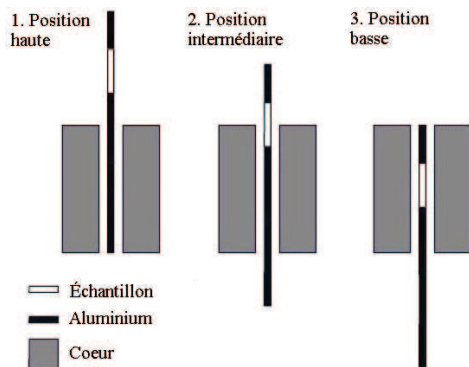 1. Position
haute
2. Position
intermédiaire
3. Position
basse
Échantillon
Aluminium
Coeur